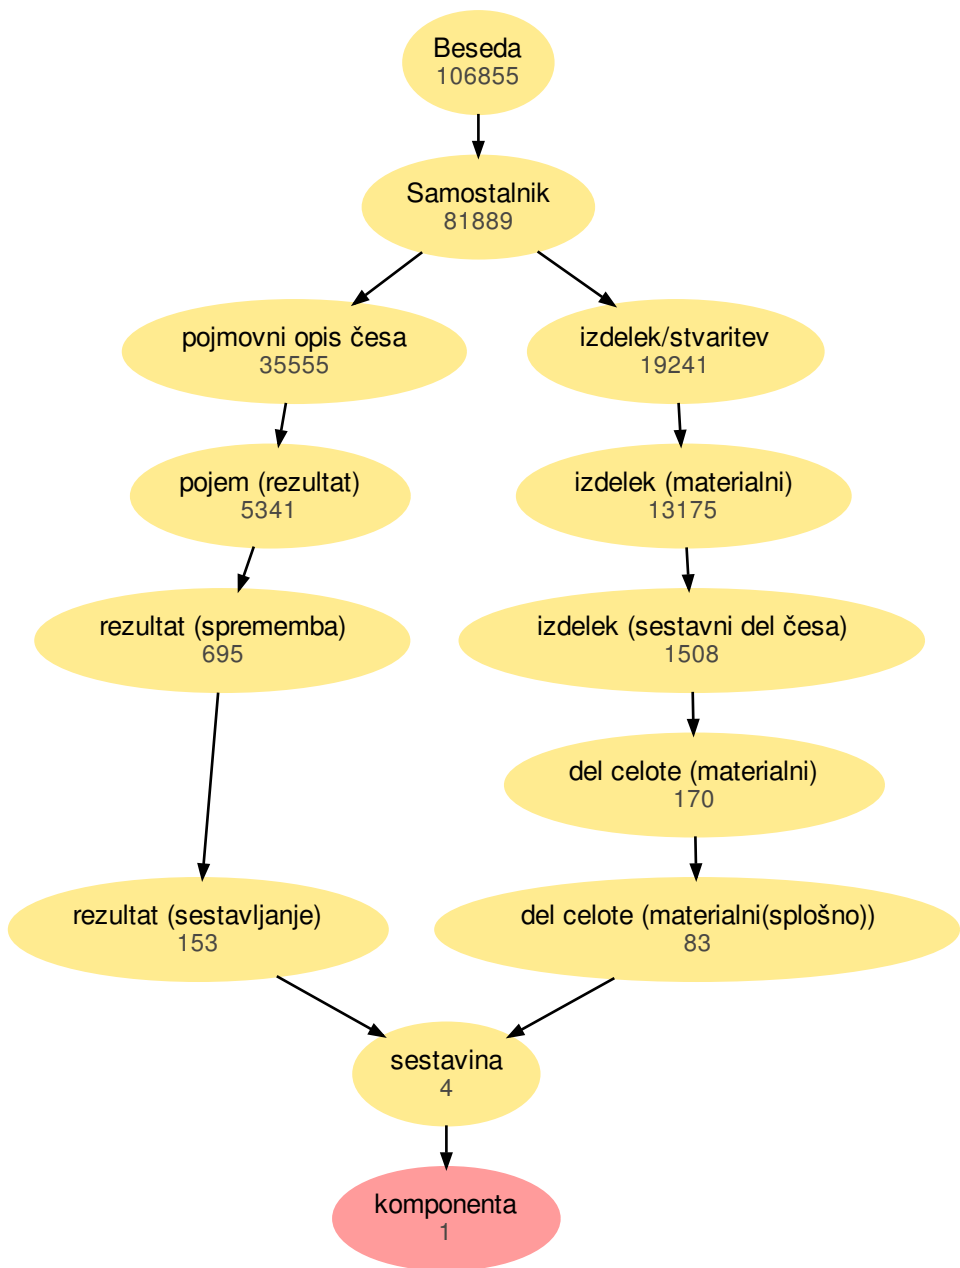 Beseda
106855
Samostalnik
81889
pojmovni opis česa
35555
izdelek/stvaritev
19241
pojem (rezultat)
5341
izdelek (materialni)
13175
rezultat (sprememba)
695
izdelek (sestavni del česa)
1508
del celote (materialni)
170
rezultat (sestavljanje)
153
del celote (materialni(splošno))
83
sestavina
4
komponenta
1